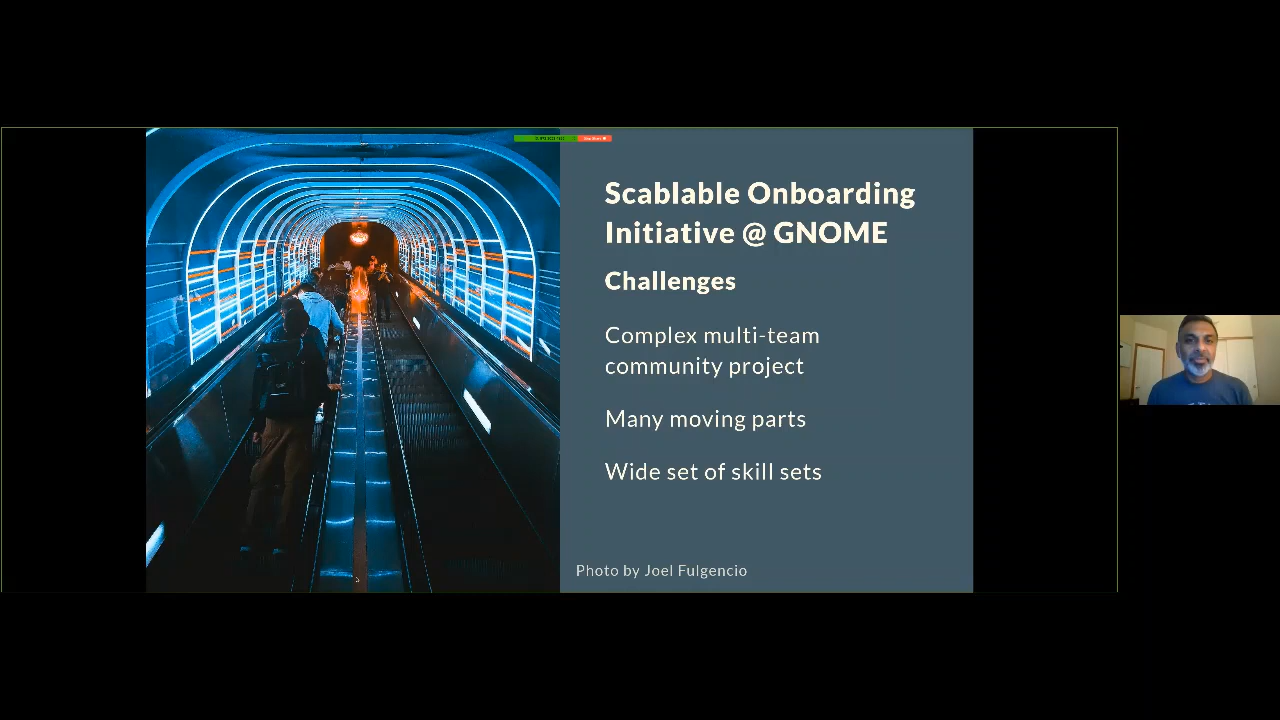 Scablable Onboarding
Initiative @ GNOME
Challenges
Complex multi-team
community project
Many moving parts
Wide set of skill sets
Photo by Joel Fulgencio